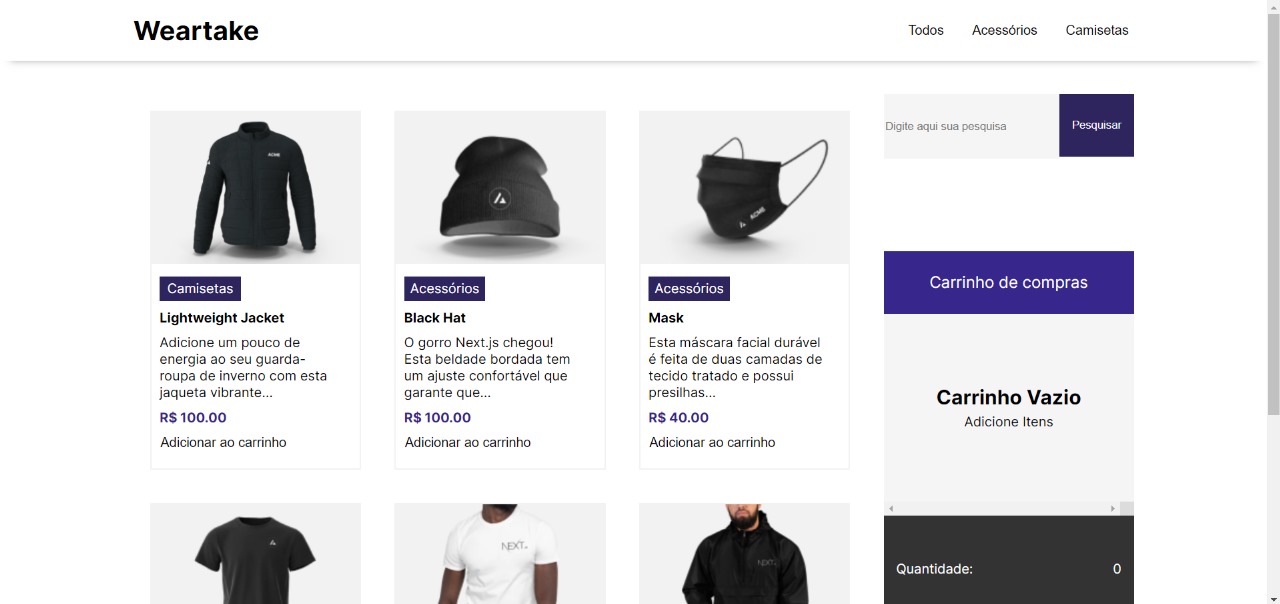 Weartake
Todos
Acessórios
Camisetas
Digite aqui sua pesquisa
Pesquisar
ACME
ACME
Camisetas
Lightweight Jacket
Adicione um pouco de
energia ao seu guarda-
roupa de inverno com esta
jaqueta vibrante...
R$ 100.00
Adicionar ao carrinho
Acessórios
Black Hat
O gorro Next.js chegou!
Esta beldade bordada tem
um ajuste confortável que
garante que...
R$ 100.00
Adicionar ao carrinho
Acessórios
Mask
Esta máscara facial durável
é feita de duas camadas de
tecido tratado e possui
presilhas...
R$ 40.00
Adicionar ao carrinho
Carrinho de compras
Carrinho Vazio
Adicione Itens
Quantidade:
0
NEXT.
NEXT.